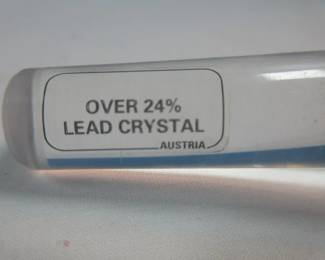 OVER 24%
LEAD CRYSTAL
AUSTRIA